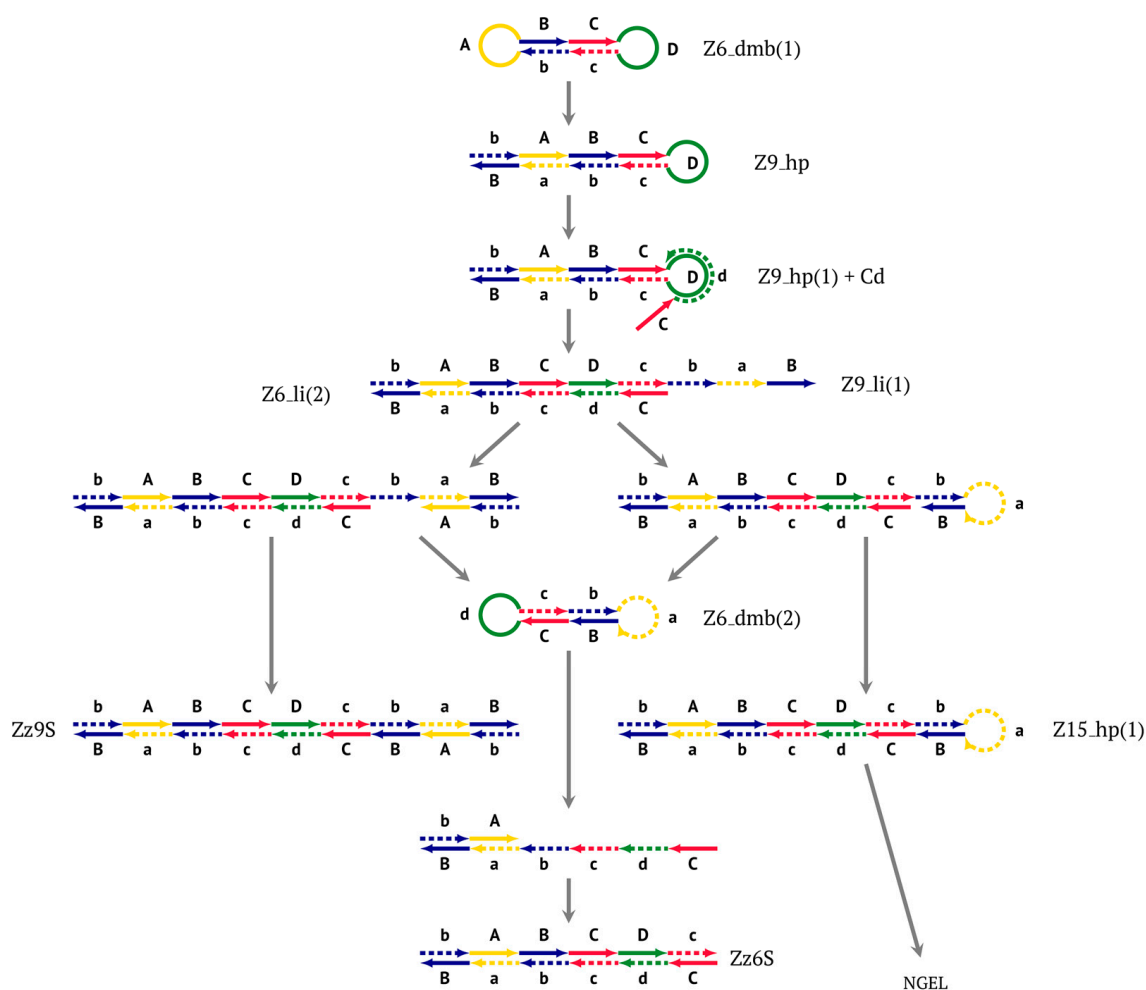 B C
A D Z6_dmb(1)
b c
b A B C
D Z9_hp
B a b c
b A B C
D d Z9_hp(1) + Cd
B a b c
C
b A B C D c b a B
Z6_li(2) Z9_li(1)
B a b c d C
b A B C D c b a B
B a b c d C A b
b A B C D c b
a
B a b c d C B
c b
d a Z6_dmb(2)
C B
b A B C D c b a B
Zz9S
B a b c d C B A b
b A B C D c b
a Z15_hp(1)
B a b c d C B
b A
B a b c d C
b A B C D c
Zz6S
B a b c d C
NGEL